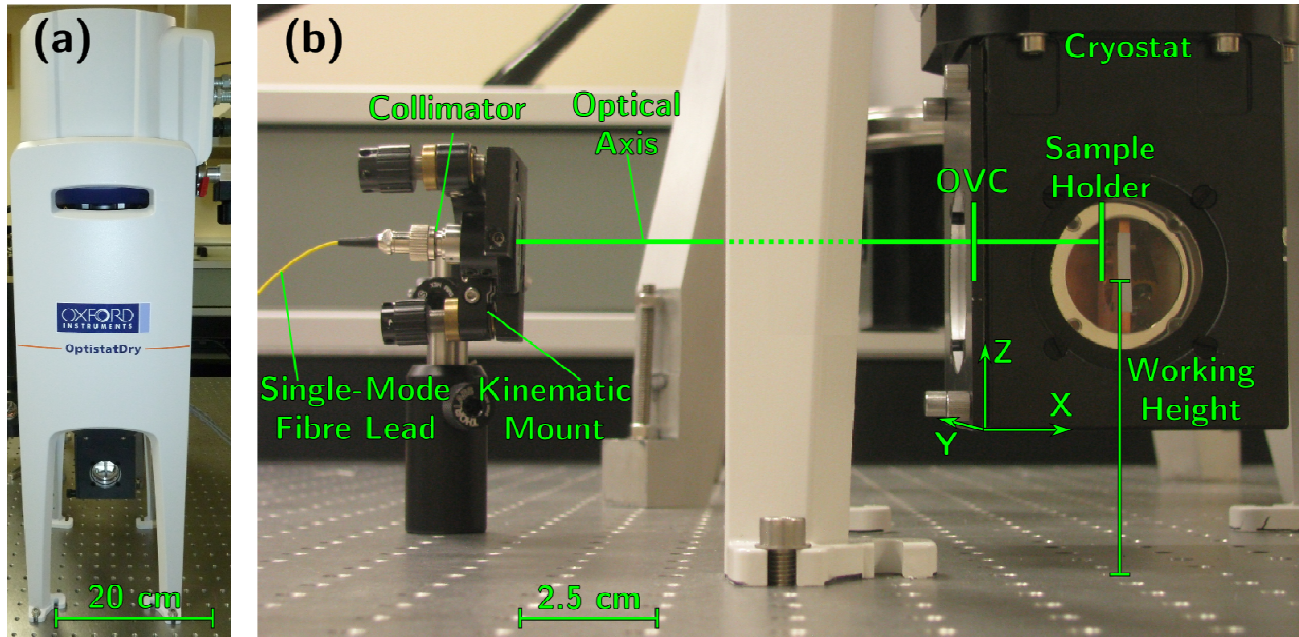 (a)
OXFORD
INSTRUMENTS
OptistatDry
20 cm
(b)
Cryostat
Collimator
Optical
Axis
Sample
Holder
OVC
Single-Mode
Fibre Lead
Kinematic
Mount
Z
X
Y
Working
Height
2.5 cm